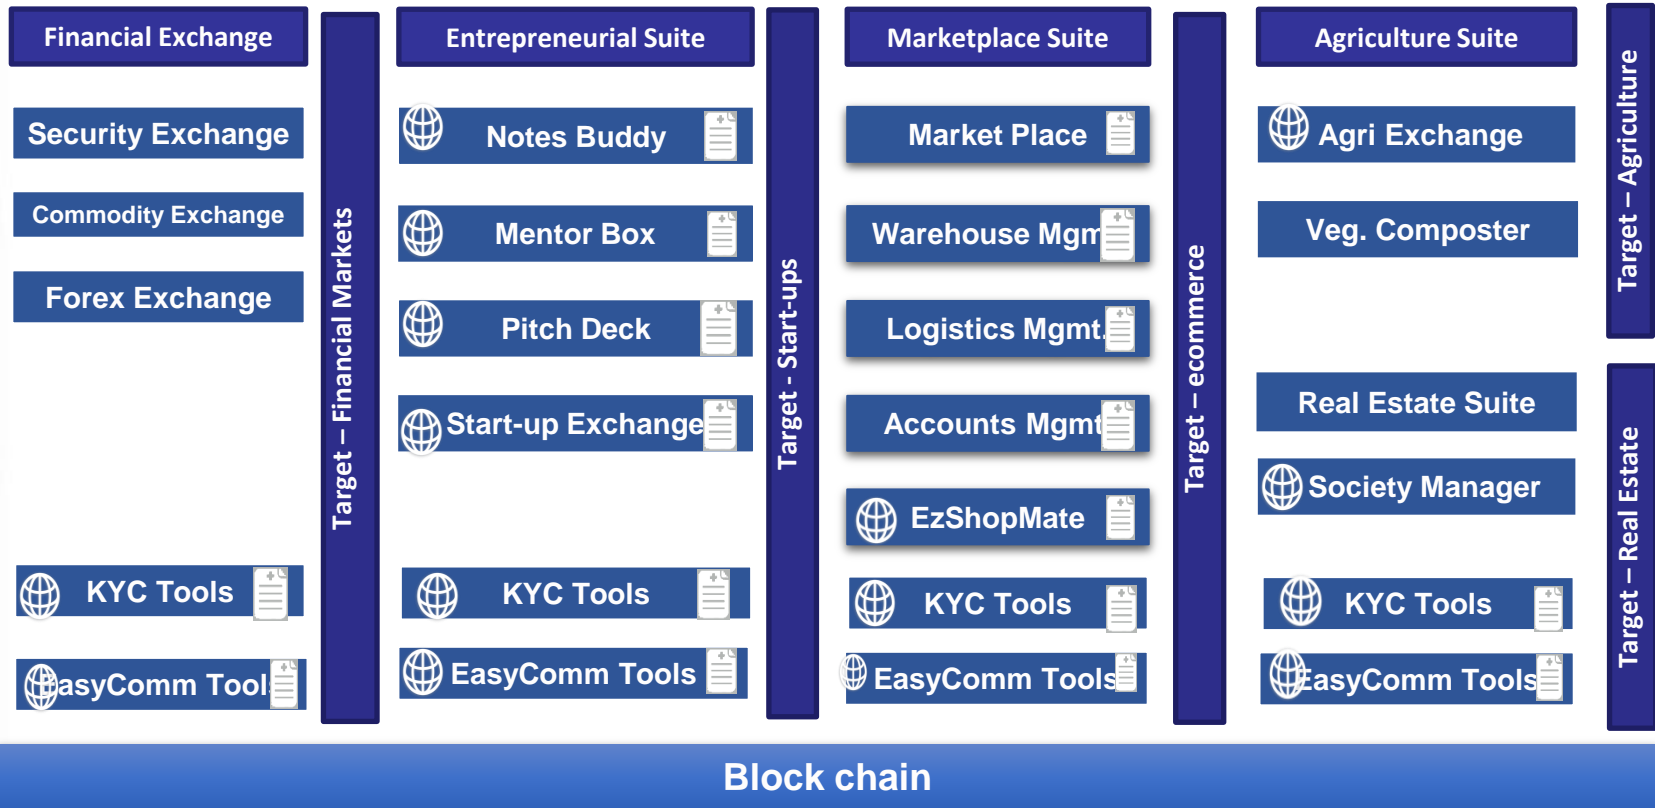 Financial Exchange
Security Exchange
Commodity Exchange
Forex Exchange
KYC Tools
EasyComm Tools
Target – Financial Markets
Entrepreneurial Suite
Notes Buddy
Mentor Box
Pitch Deck
Start-up Exchange
KYC Tools
EasyComm Tools
Target - Start-ups
Marketplace Suite
Market Place
Warehouse Mgm
Logistics Mgmt.
Accounts Mgmt
EzShopMate
KYC Tools
EasyComm Tools
Target – ecommerce
Agriculture Suite
Agri Exchange
Veg. Composter
Real Estate Suite
Society Manager
KYC Tools
EasyComm Tools
Target – Agriculture
Target – Real Estate
Block chain